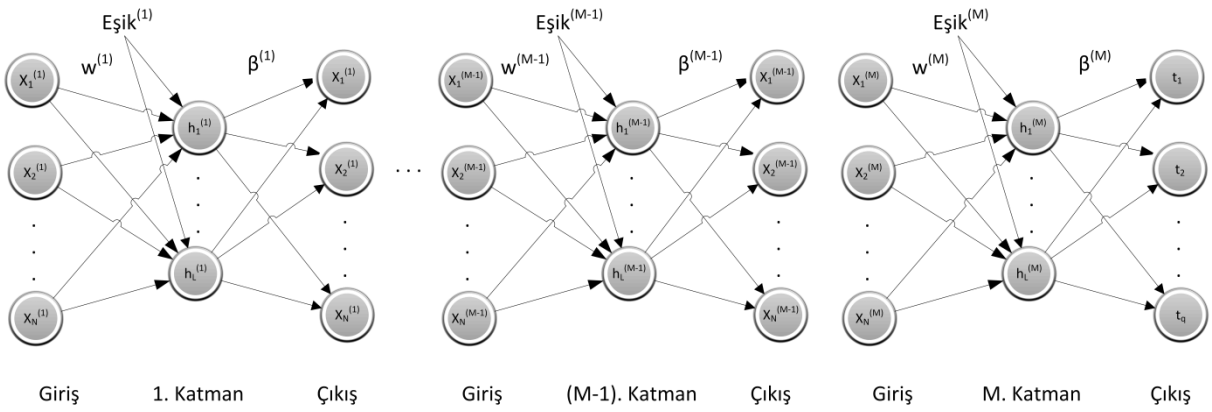 Eşik(1) Eşik(M-1) Eşik(M)
w(1) β(1) w(M-1) β(M-1) w(M) β(M)
X1(1) X1(1) X1(M-1) X1(M-1) X1(M) t1
h1(1) h1(M-1) h1(M)
X2(1) X2(1) . . . X2(M-1) X2(M-1) X2(M) t2
hL(1) hL(M-1) hL(M)
XN(1) XN(1) XN(M-1) XN(M-1) XN(M) tq
Giriş 1. Katman Çıkış Giriş (M-1). Katman Çıkış Giriş M. Katman Çıkış